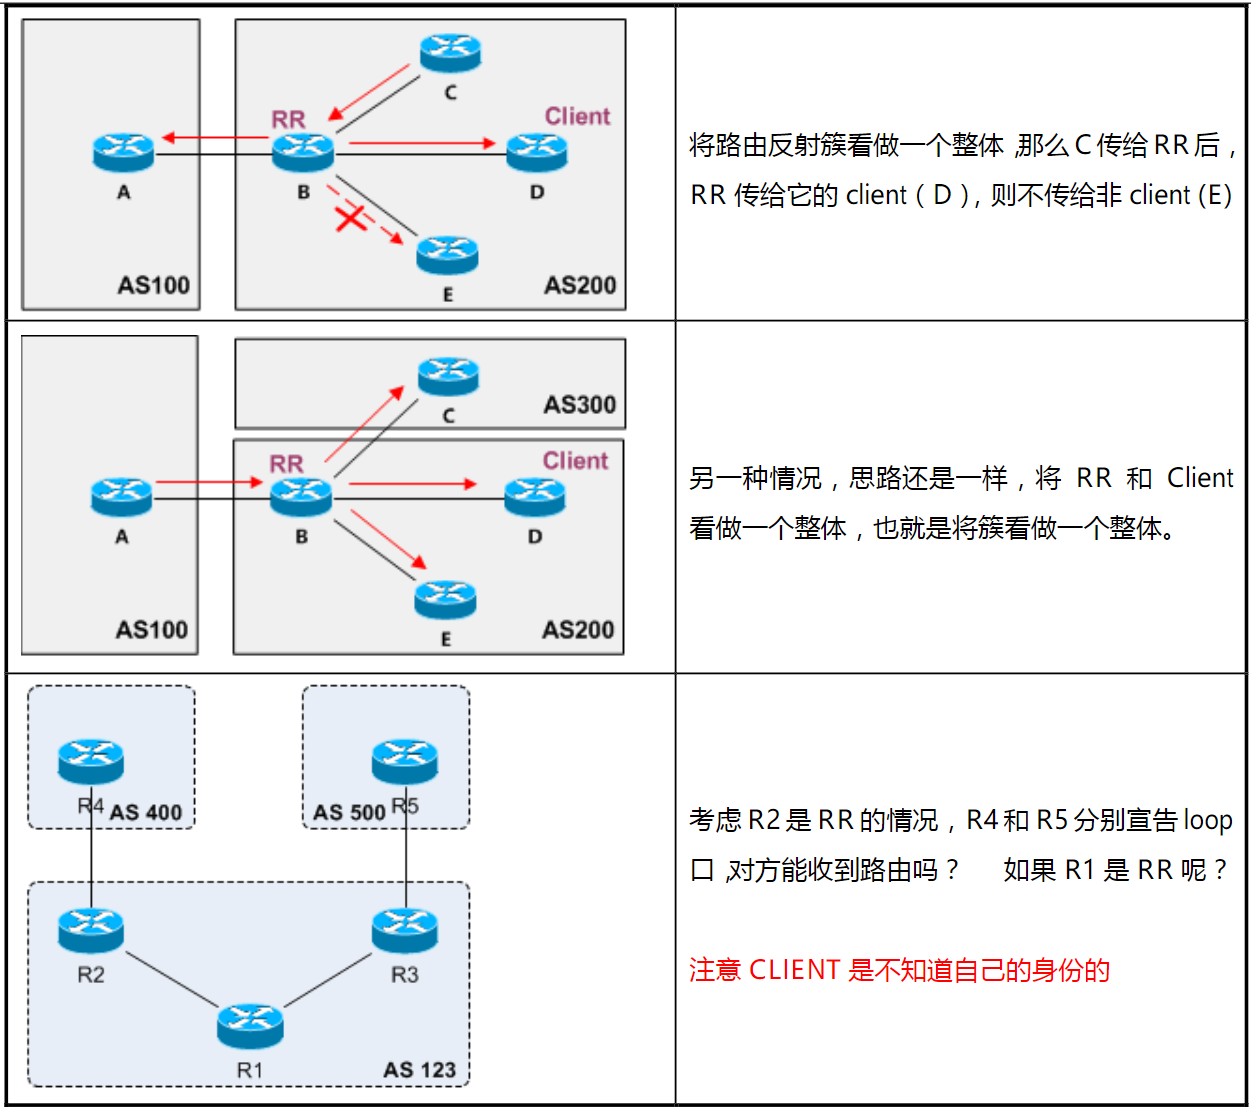 C
RR
Client
A
B
D
E
AS100
AS200
将路由反射簇看做一个整体,那么C传给RR后，
RR 传给它的 client（D），则不传给非 client (E)
C
AS300
RR
Client
A
B
D
E
AS100
AS200
另一种情况，思路还是一样，将 RR 和 Client
看做一个整体，也就是将簇看做一个整体。
R4 AS 400
AS 500 R5
R2
R3
R1
AS 123
考虑 R2 是 RR 的情况，R4 和 R5 分别宣告 loop
口,对方能收到路由吗？ 如果 R1 是 RR 呢？
注意 CLIENT 是不知道自己的身份的